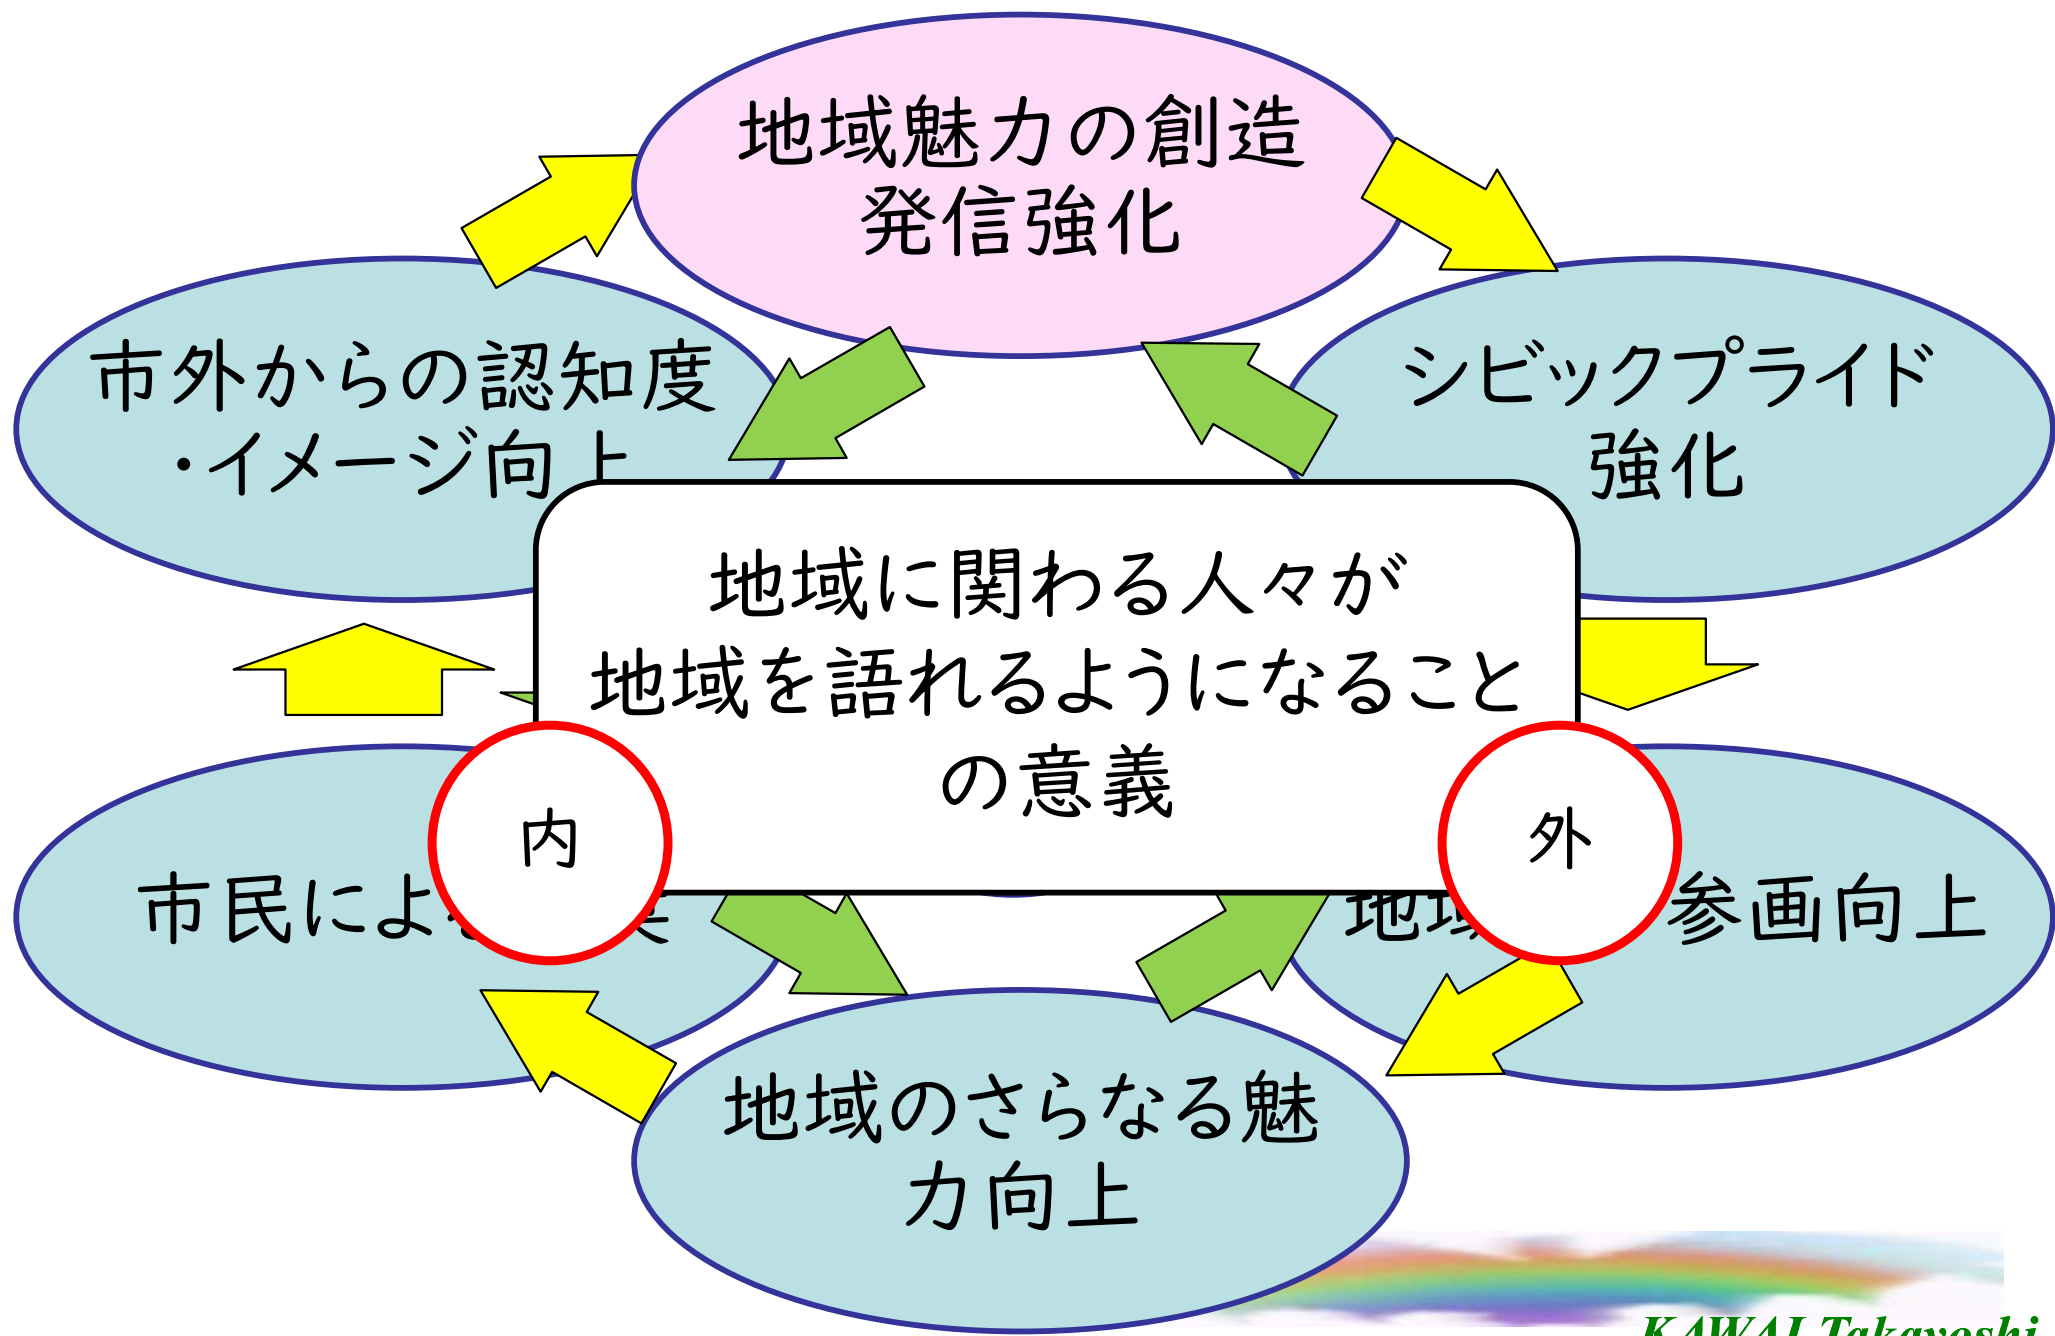 地域魅力の創造
発信強化
市外からの認知度
・イメージ向上
シビックプライド
強化
地域に関わる人々が
地域を語れるようになること
の意義
内
外
市民によ
地域
参画向上
地域のさらなる魅
力向上
KAWAI Takayoshi